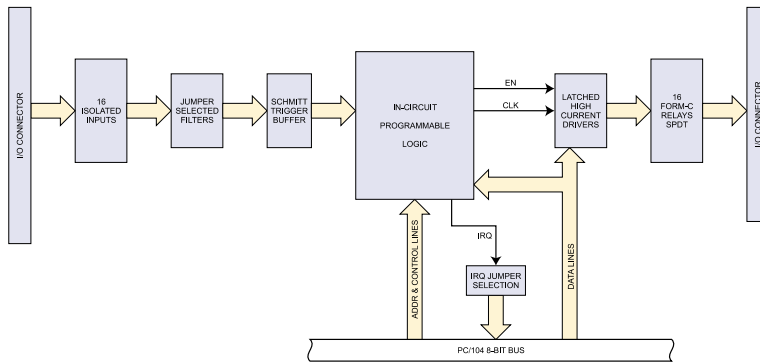 I/O CONNECTOR
16
ISOLATED
INPUTS
JUMPER
SELECTED
FILTERS
SCHMITT
TRIGGER
BUFFER
IN-CIRCUIT
PROGRAMMABLE
LOGIC
EN
CLK
LATCHED
HIGH
CURRENT
DRIVERS
16
FORM-C
RELAYS
SPDT
I/O CONNECTOR
ADDR & CONTROL LINES
IRQ
IRQ JUMPER
SELECTION
DATA LINES
PC/104 8-BIT BUS